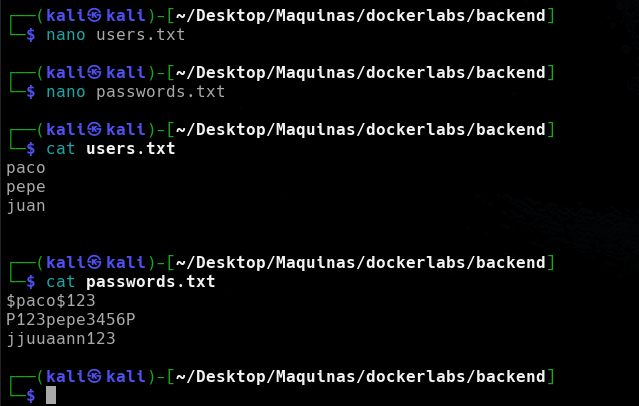 ┌──(kali㉿kali)-[~/Desktop/Maquinas/dockerlabs/backend]
└─$ nano users.txt
┌──(kali㉿kali)-[~/Desktop/Maquinas/dockerlabs/backend]
└─$ nano passwords.txt
┌──(kali㉿kali)-[~/Desktop/Maquinas/dockerlabs/backend]
└─$ cat users.txt
paco
pepe
juan
┌──(kali㉿kali)-[~/Desktop/Maquinas/dockerlabs/backend]
└─$ cat passwords.txt
$paco$123
P123pepe3456P
jjuuaann123
┌──(kali㉿kali)-[~/Desktop/Maquinas/dockerlabs/backend]
└─$